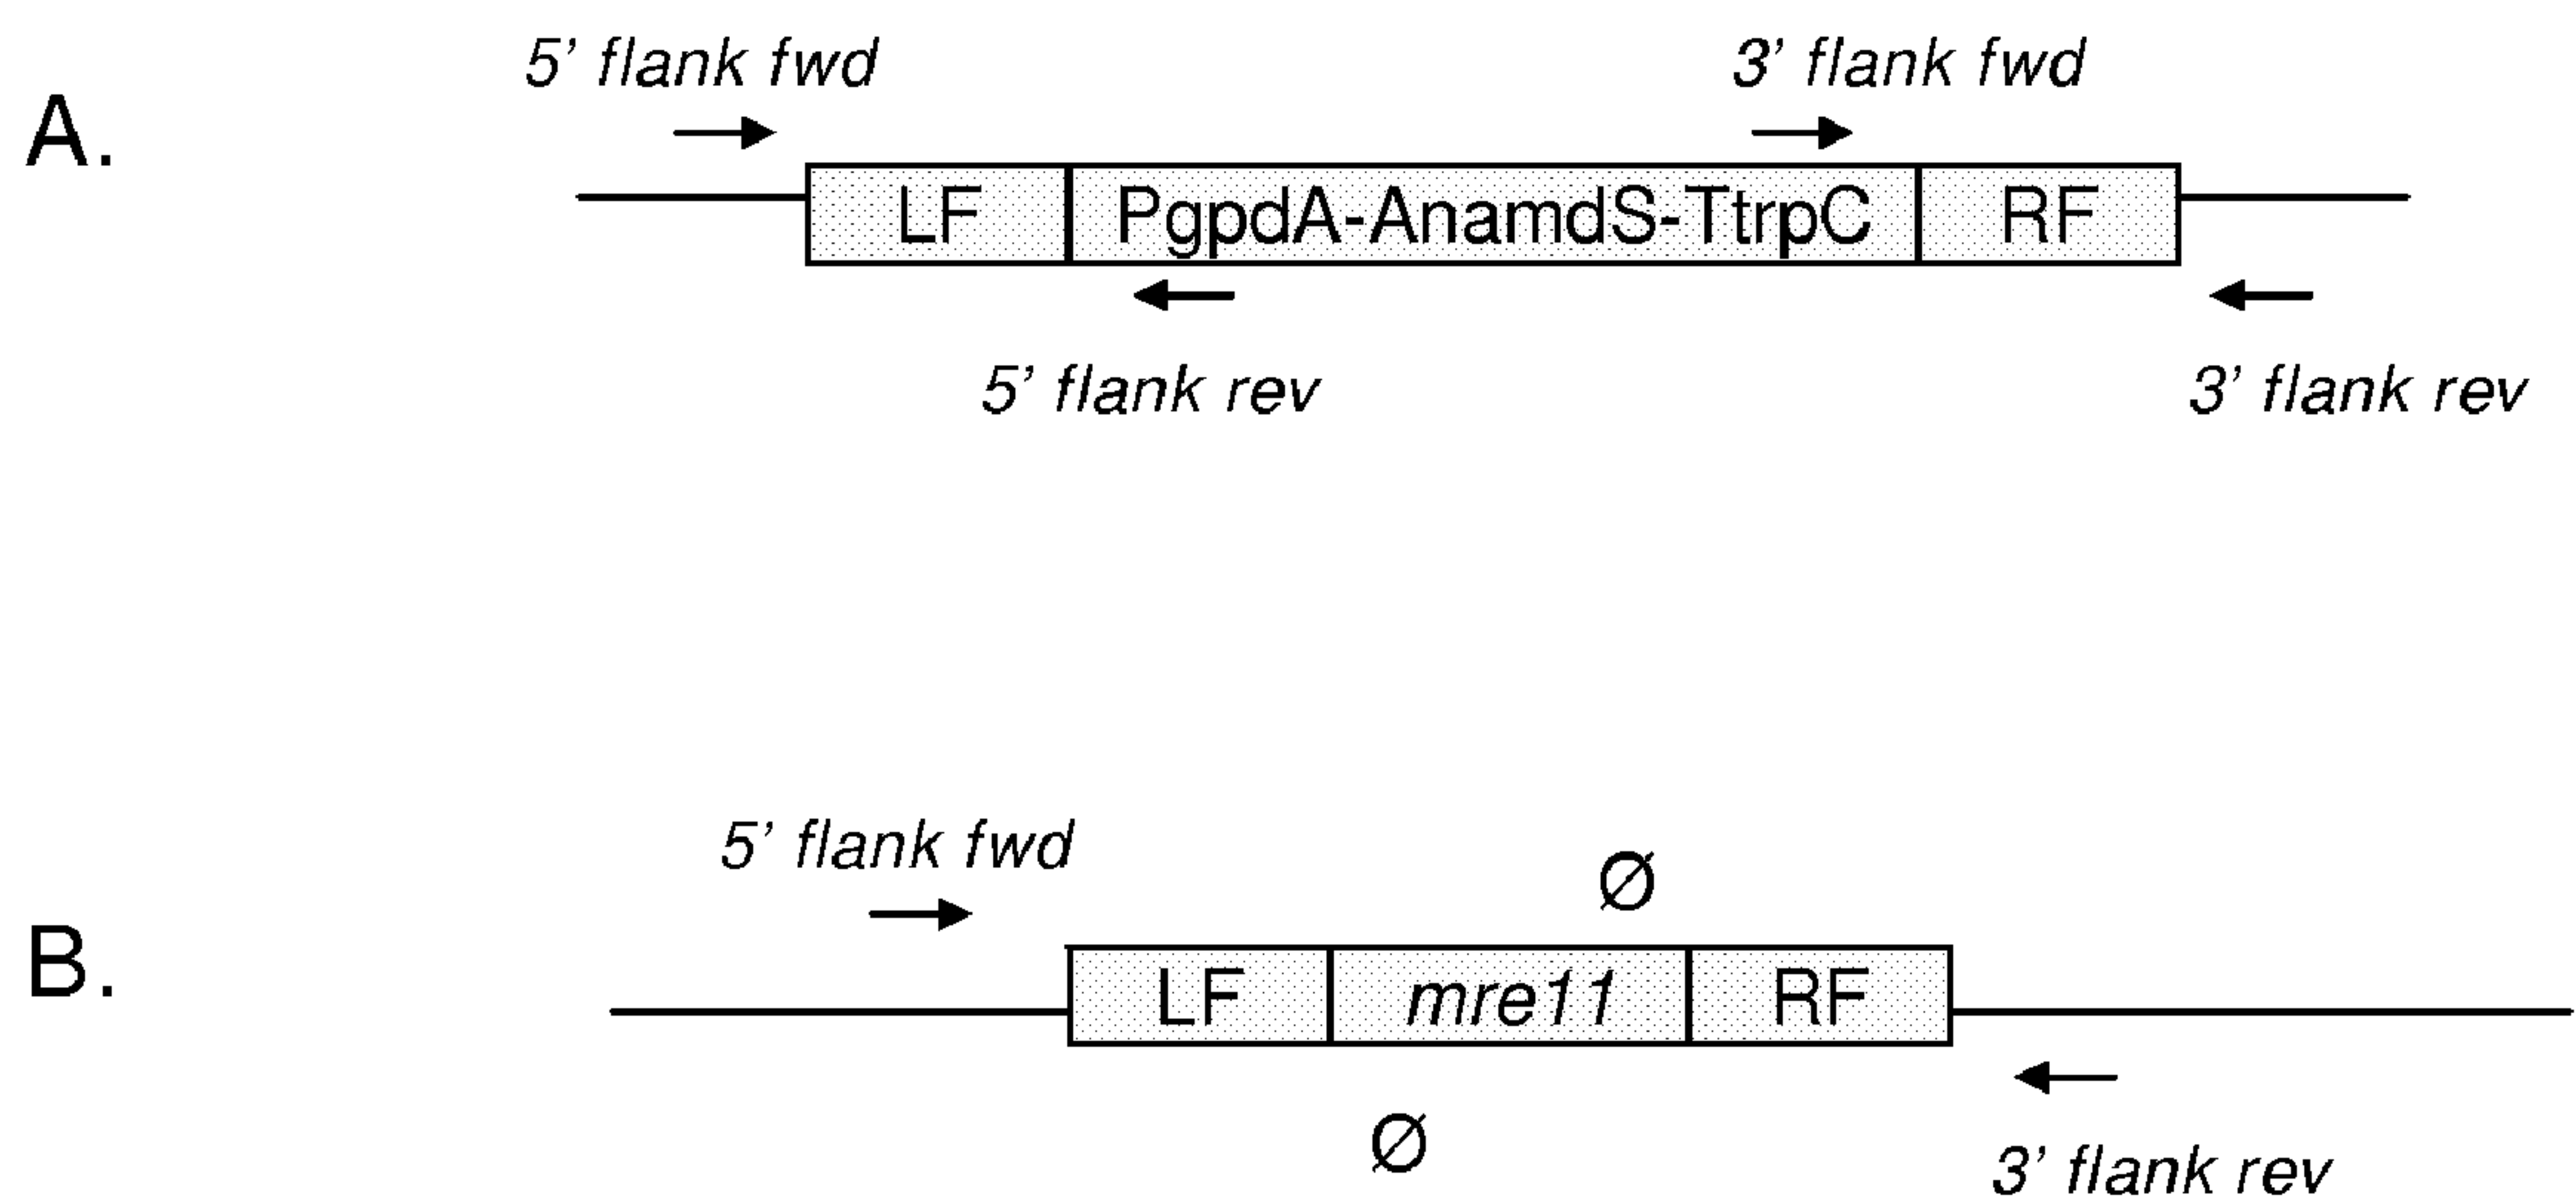 5' flank fwd
3' flank fwd
A.
LF
PgpdA-AnamdS-TtrpC
RF
5' flank rev
3' flank rev
5' flank fwd
Ø
B.
LF
mre11
RF
Ø
3' flank rev